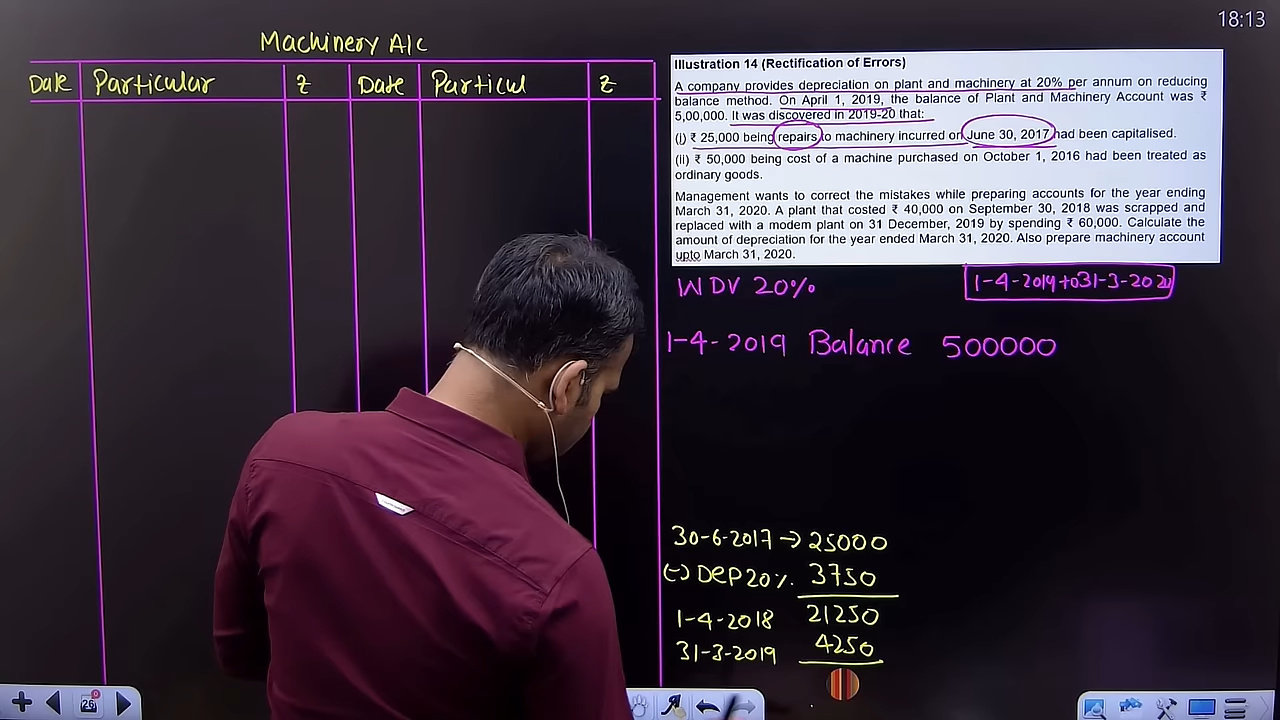 18:13
Machinery A/c
Date Particular ₹ Date Particul ₹
Illustration 14 (Rectification of Errors)
A company provides depreciation on plant and machinery at 20% per annum on reducing
balance method. On April 1, 2019, the balance of Plant and Machinery Account was ₹
5,00,000. It was discovered in 2019-20 that:
(i) ₹ 25,000 being repairs to machinery incurred on June 30, 2017 had been capitalised.
(ii) ₹ 50,000 being cost of a machine purchased on October 1, 2016 had been treated as
ordinary goods.
Management wants to correct the mistakes while preparing accounts for the year ending
March 31, 2020. A plant that costed ₹ 40,000 on September 30, 2018 was scrapped and
replaced with a modem plant on 31 December, 2019 by spending ₹ 60,000. Calculate the
amount of depreciation for the year ended March 31, 2020. Also prepare machinery account
upto March 31, 2020.
WDV 20% 1-4-2019 to 31-3-2020
1-4-2019 Balance 500000
30-6-2017 → 25000
(-) Dep 20%. 3750
1-4-2018 21250
31-3-2019 4250
26